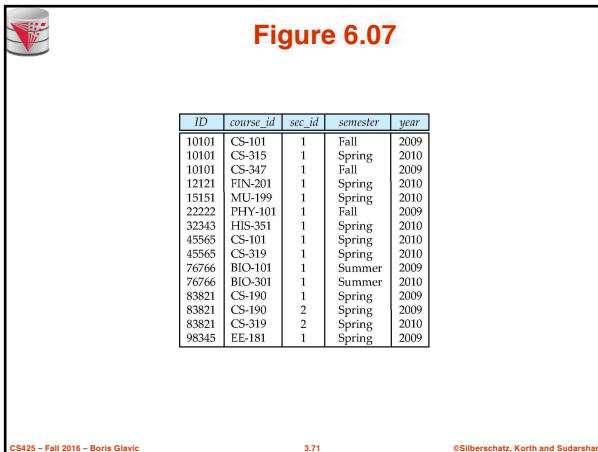 Figure 6.07
ID course_id sec_id semester year
10101 CS-101 1 Fall 2009
10101 CS-315 1 Spring 2010
10101 CS-347 1 Fall 2009
12121 FIN-201 1 Spring 2010
15151 MU-199 1 Spring 2010
22222 PHY-101 1 Fall 2009
32343 HIS-351 1 Spring 2010
45565 CS-101 1 Spring 2010
45565 CS-319 1 Spring 2010
76766 BIO-101 1 Summer 2009
76766 BIO-301 1 Summer 2010
83821 CS-190 1 Spring 2009
83821 CS-190 2 Spring 2009
83821 CS-319 2 Spring 2010
98345 EE-181 1 Spring 2009
CS425 – Fall 2016 – Boris Glavic 3.71 ©Silberschatz, Korth and Sudarshan